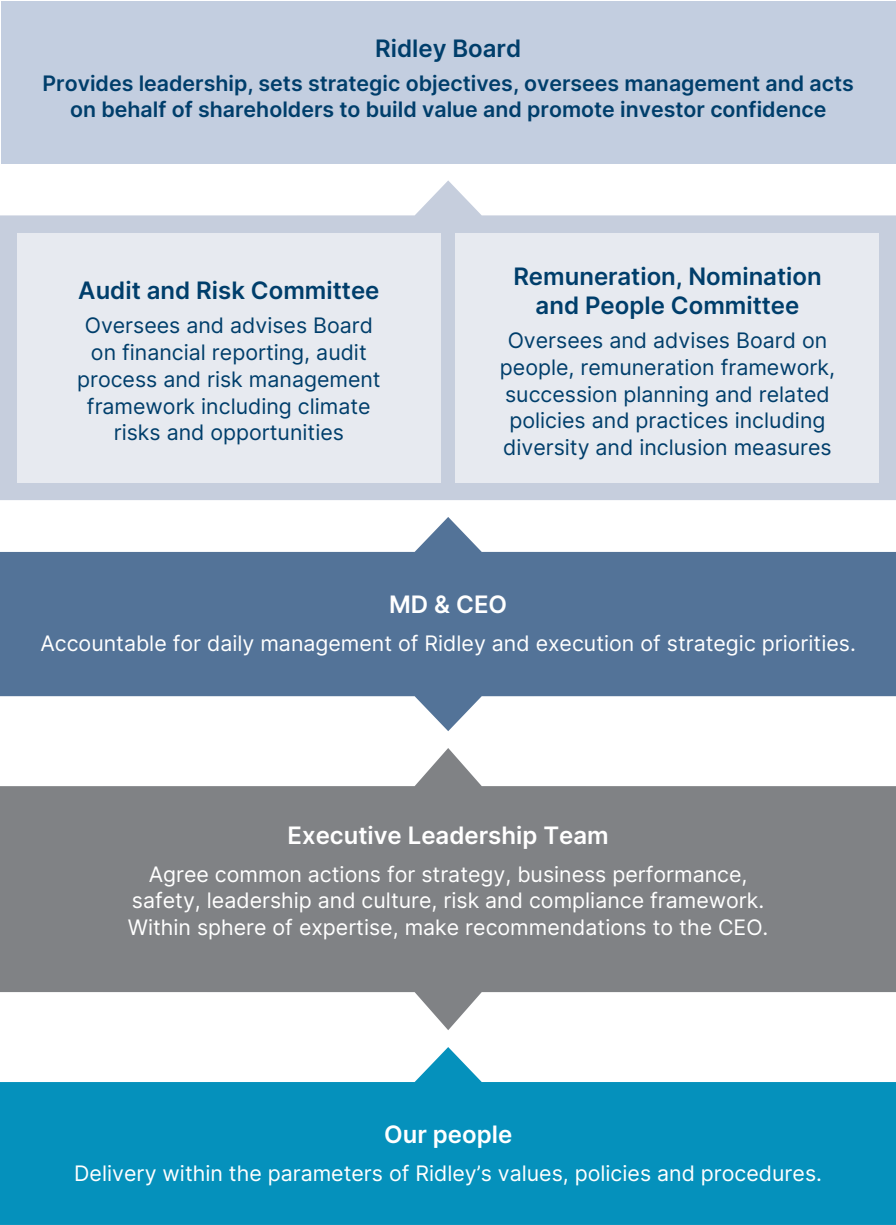 Ridley Board
Provides leadership, sets strategic objectives, oversees management and acts
on behalf of shareholders to build value and promote investor confidence
Audit and Risk Committee
Oversees and advises Board
on financial reporting, audit
process and risk management
framework including climate
risks and opportunities
Remuneration, Nomination
and People Committee
Oversees and advises Board on
people, remuneration framework,
succession planning and related
policies and practices including
diversity and inclusion measures
MD & CEO
Accountable for daily management of Ridley and execution of strategic priorities.
Executive Leadership Team
Agree common actions for strategy, business performance,
safety, leadership and culture, risk and compliance framework.
Within sphere of expertise, make recommendations to the CEO.
Our people
Delivery within the parameters of Ridley’s values, policies and procedures.